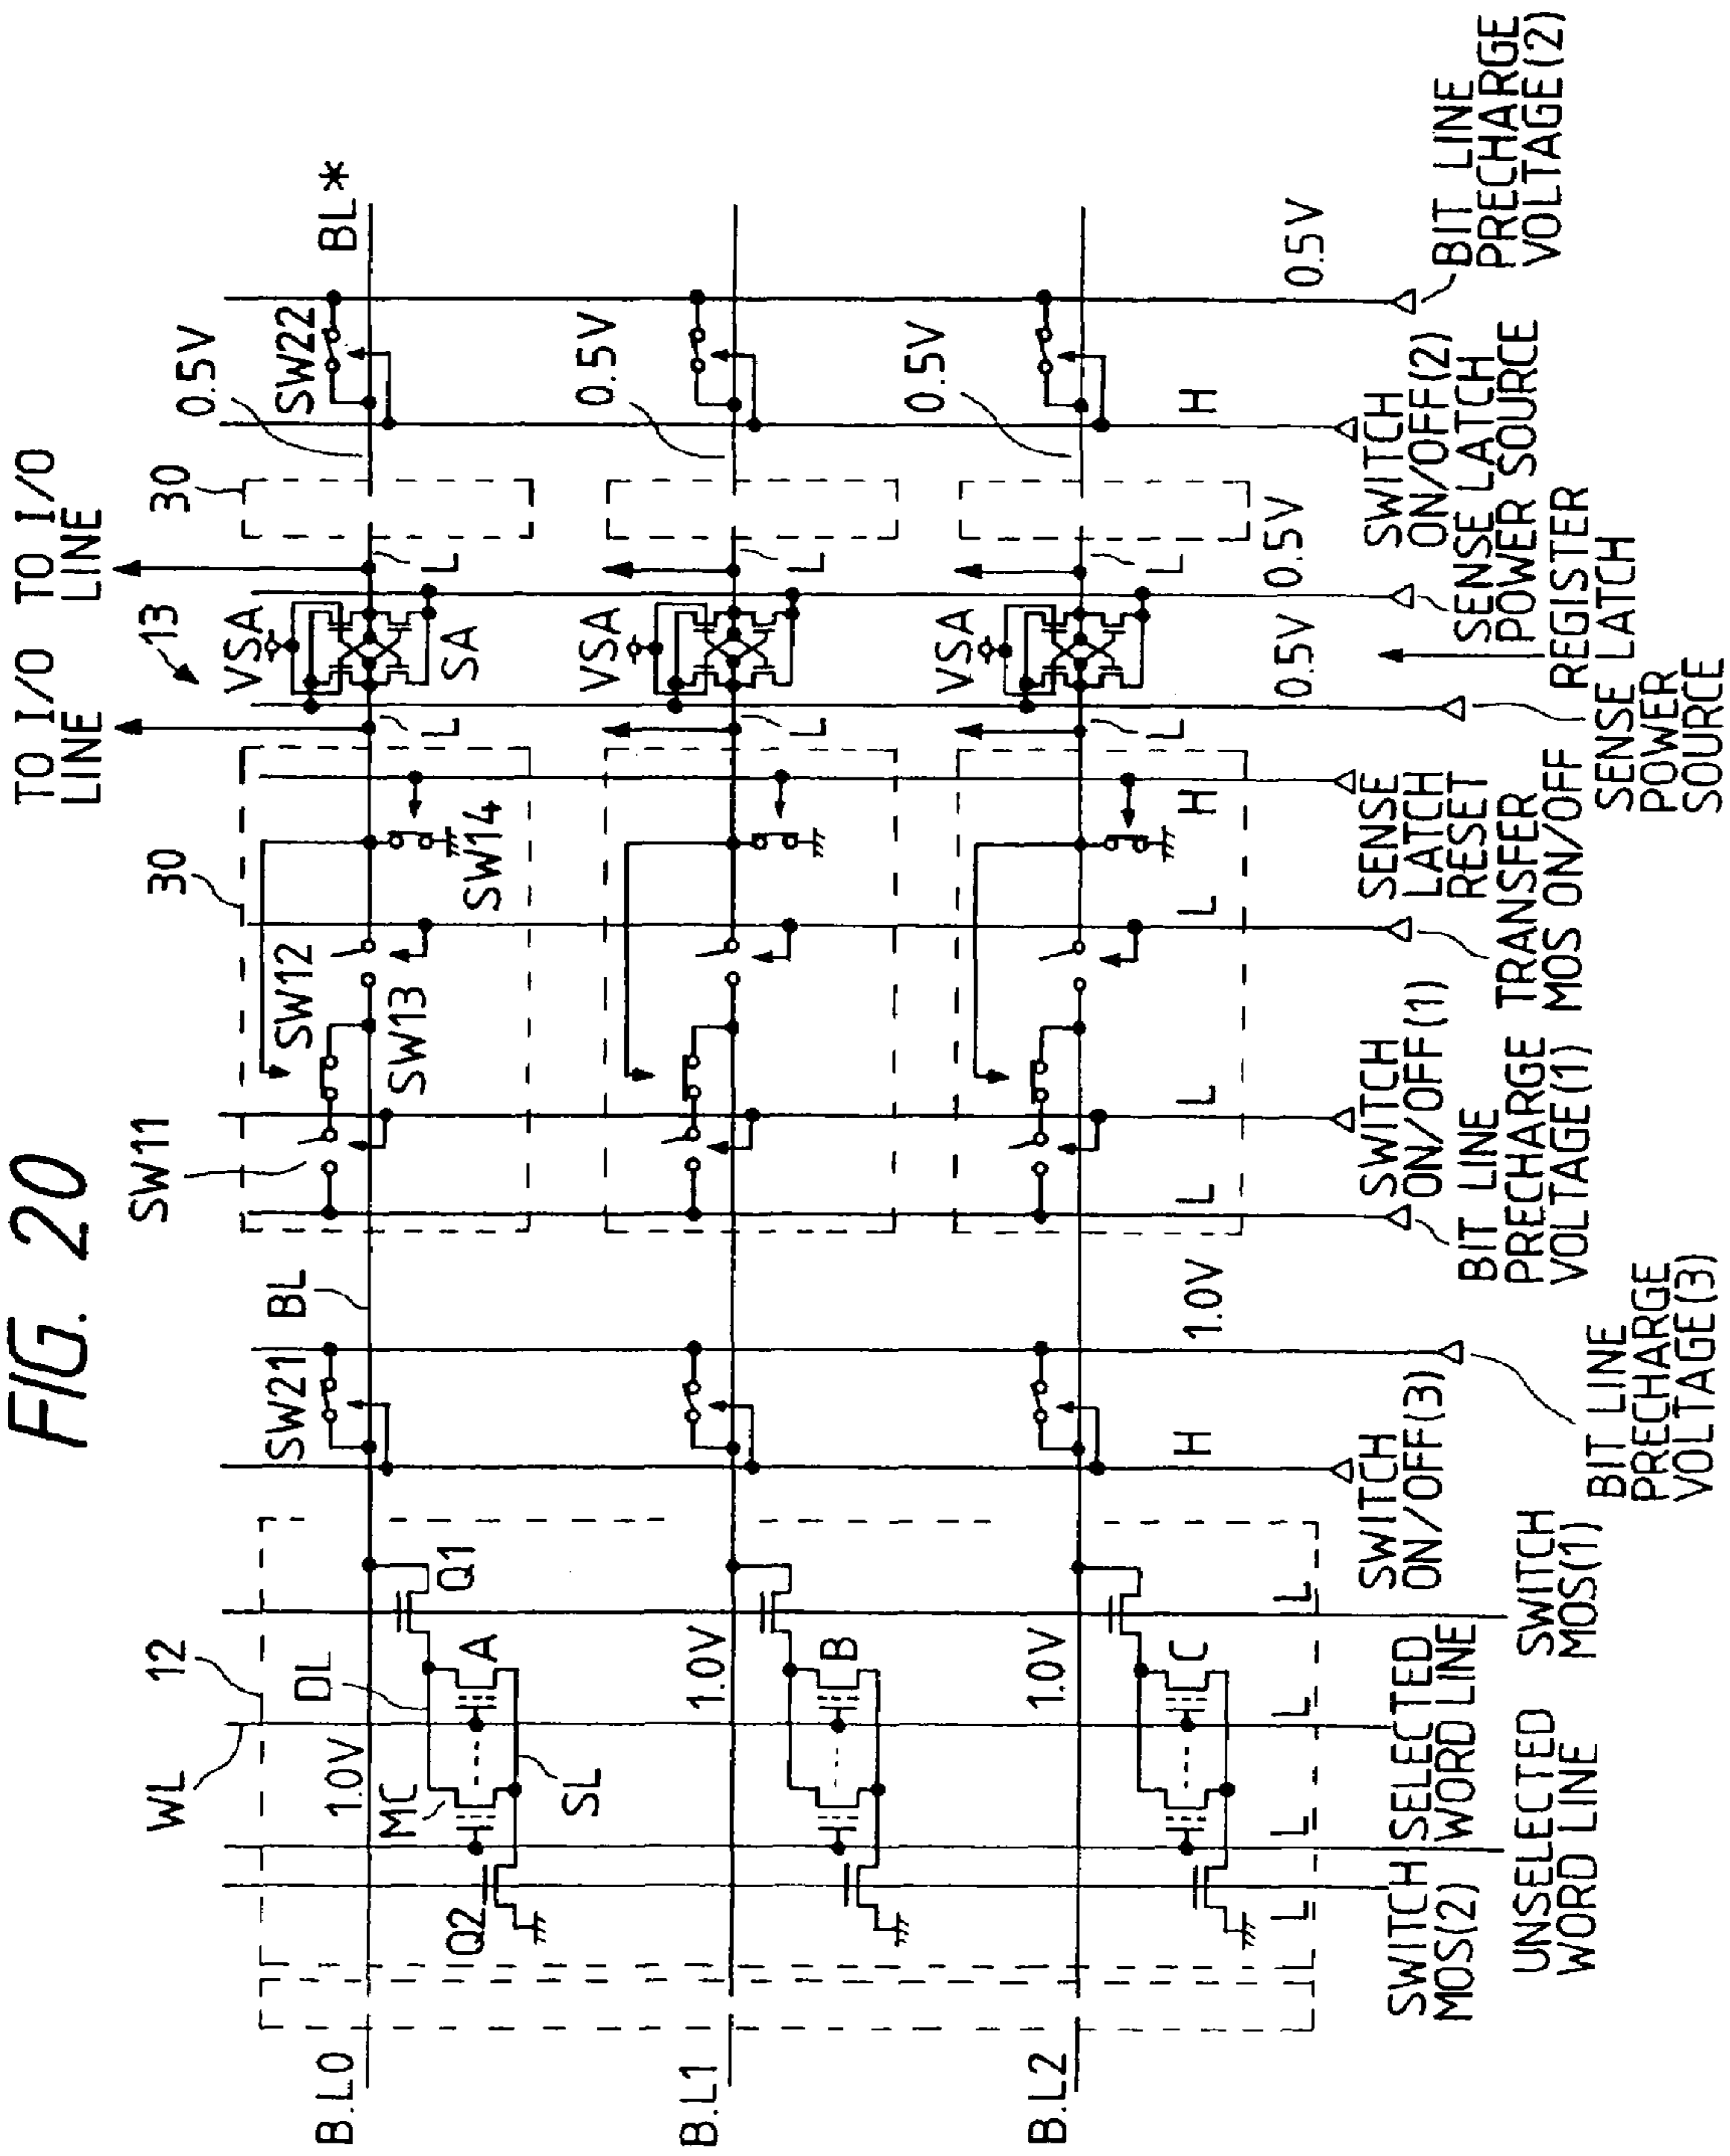 FIG. 20
TO I/O
LINE
TO I/O
LINE
13
30
30
BL*
0.5V
SW22
VSA
SA
L
L
SW14
SW12
SW13
SW11
BL
SW21
Q1
12
WL
DL
A
1.0V
MC
SL
Q2
B.L0
0.5V
VSA
L
L
1.0V
B
B.L1
0.5V
VSA
L
L
1.0V
C
B.L2
L
L
L
L
H
1.0V
L
L
L
H
0.5V
0.5V
H
0.5V
SWITCH
MOS(2)
UNSELECTED
WORD LINE
SELECTED
WORD LINE
SWITCH
MOS(1)
SWITCH
ON/OFF(3)
BIT LINE
PRECHARGE
VOLTAGE(3)
BIT LINE
PRECHARGE
VOLTAGE(1)
SWITCH
ON/OFF(1)
TRANSFER
MOS ON/OFF
SENSE
LATCH
RESET
SENSE LATCH
POWER
SOURCE
REGISTER
SENSE LATCH
POWER SOURCE
SWITCH
ON/OFF(2)
BIT LINE
PRECHARGE
VOLTAGE(2)